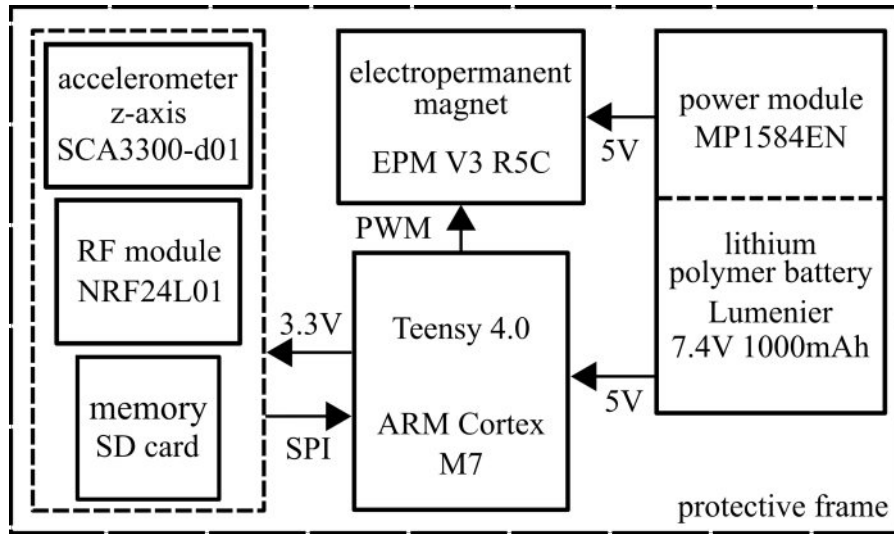 accelerometer
z-axis
SCA3300-d01
RF module
NRF24L01
memory
SD card
3.3V
SPI
electropermanent
magnet
EPM V3 R5C
PWM
Teensy 4.0
ARM Cortex
M7
5V
5V
power module
MP1584EN
lithium
polymer battery
Lumenier
7.4V 1000mAh
protective frame